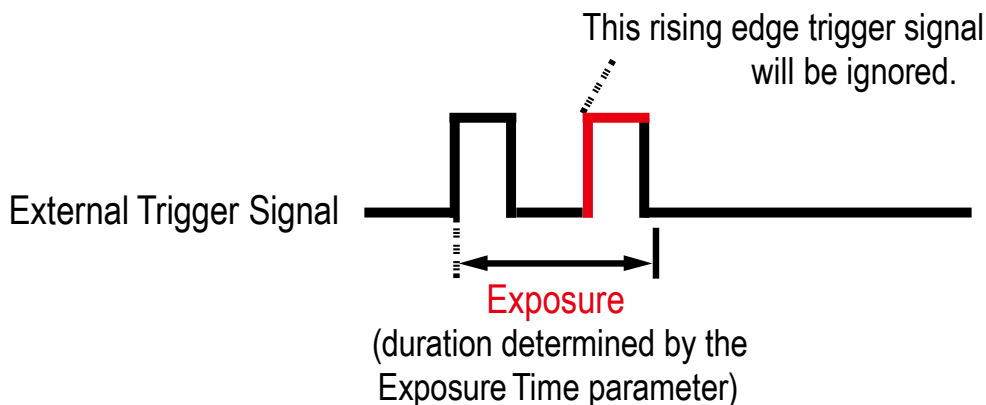 This rising edge trigger signal
will be ignored.
External Trigger Signal
Exposure
(duration determined by the
Exposure Time parameter)